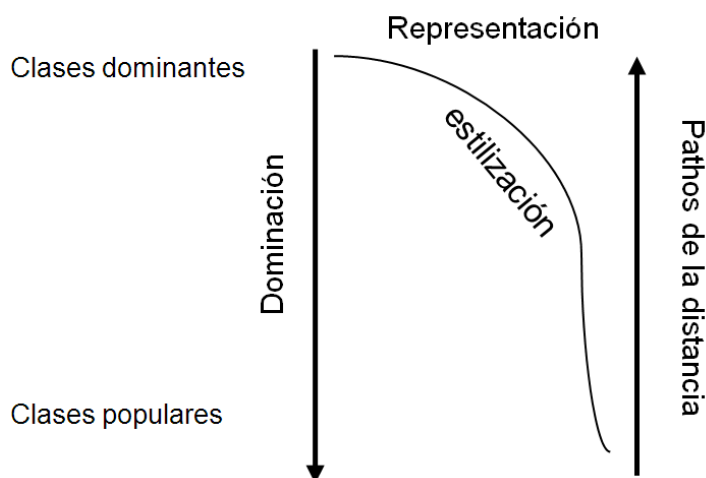 Representación
Clases dominantes
estilización
Dominación
Pathos de la distancia
Clases populares